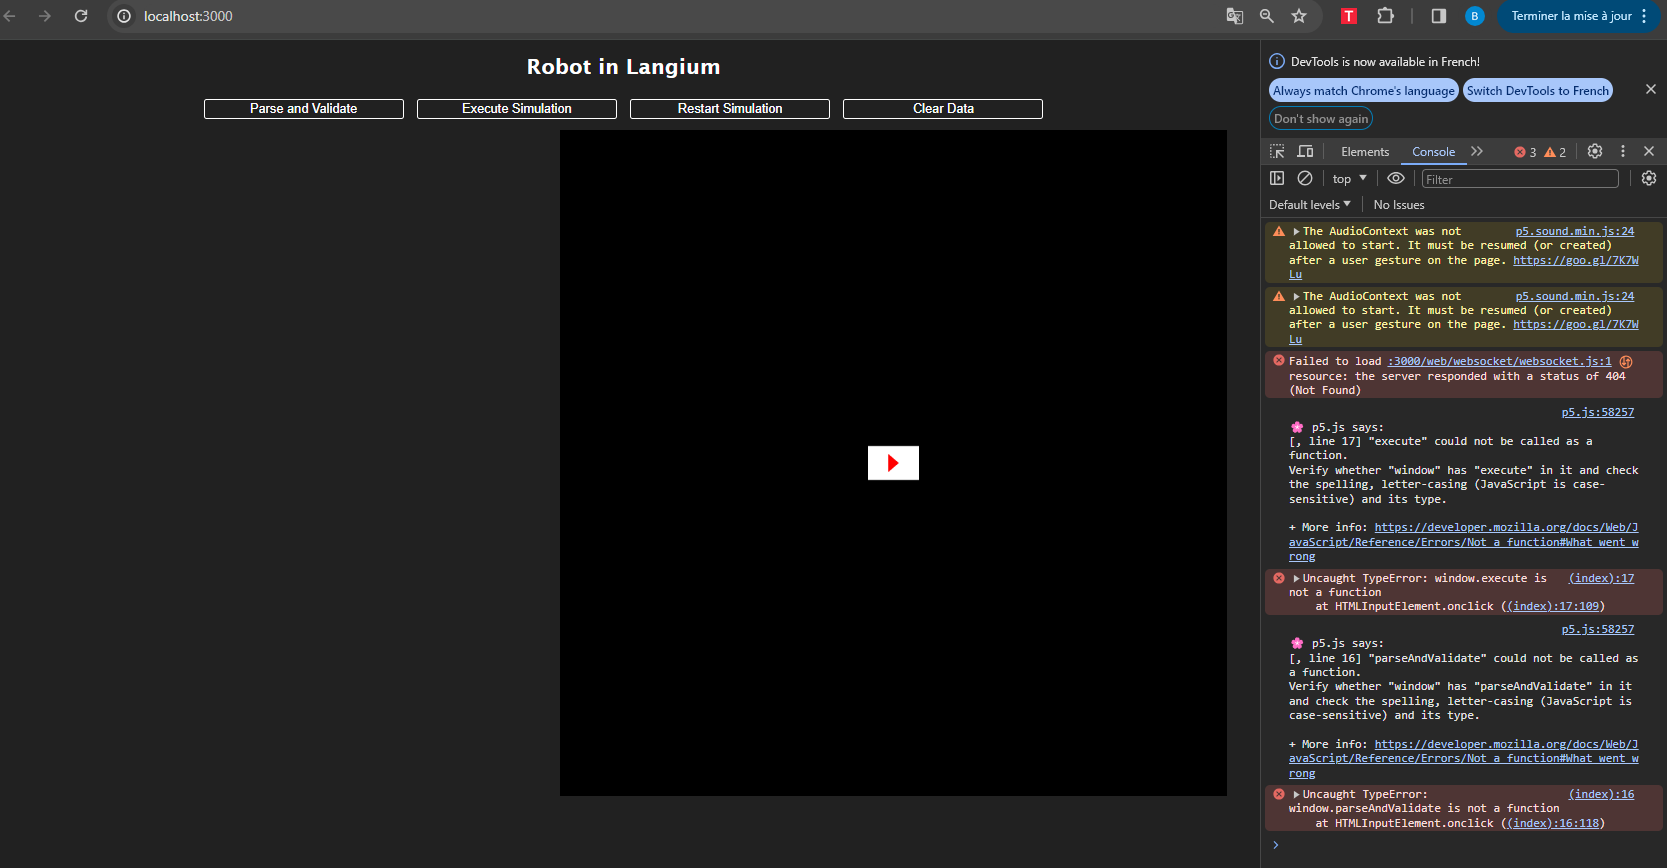 localhost:3000
T
B
Terminer la mise à jour
Robot in Langium
Parse and Validate
Execute Simulation
Restart Simulation
Clear Data
DevTools is now available in French!
Always match Chrome's language
Switch DevTools to French
Don't show again
Elements
Console
3
2
top
Filter
Default levels
No Issues
The AudioContext was not p5.sound.min.js:24
allowed to start. It must be resumed (or created)
after a user gesture on the page. https://goo.gl/7K7W
Lu
The AudioContext was not p5.sound.min.js:24
allowed to start. It must be resumed (or created)
after a user gesture on the page. https://goo.gl/7K7W
Lu
Failed to load :3000/web/websocket/websocket.js:1
resource: the server responded with a status of 404
(Not Found)
p5.js:58257
🌸 p5.js says:
[, line 17] "execute" could not be called as a
function.
Verify whether "window" has "execute" in it and check
the spelling, letter-casing (JavaScript is case-
sensitive) and its type.
+ More info: https://developer.mozilla.org/docs/Web/J
avaScript/Reference/Errors/Not_a_function#What_went_w
rong
Uncaught TypeError: window.execute is (index):17
not a function
at HTMLInputElement.onclick ((index):17:109)
p5.js:58257
🌸 p5.js says:
[, line 16] "parseAndValidate" could not be called as
a function.
Verify whether "window" has "parseAndValidate" in it
and check the spelling, letter-casing (JavaScript is
case-sensitive) and its type.
+ More info: https://developer.mozilla.org/docs/Web/J
avaScript/Reference/Errors/Not_a_function#What_went_w
rong
Uncaught TypeError: (index):16
window.parseAndValidate is not a function
at HTMLInputElement.onclick ((index):16:118)